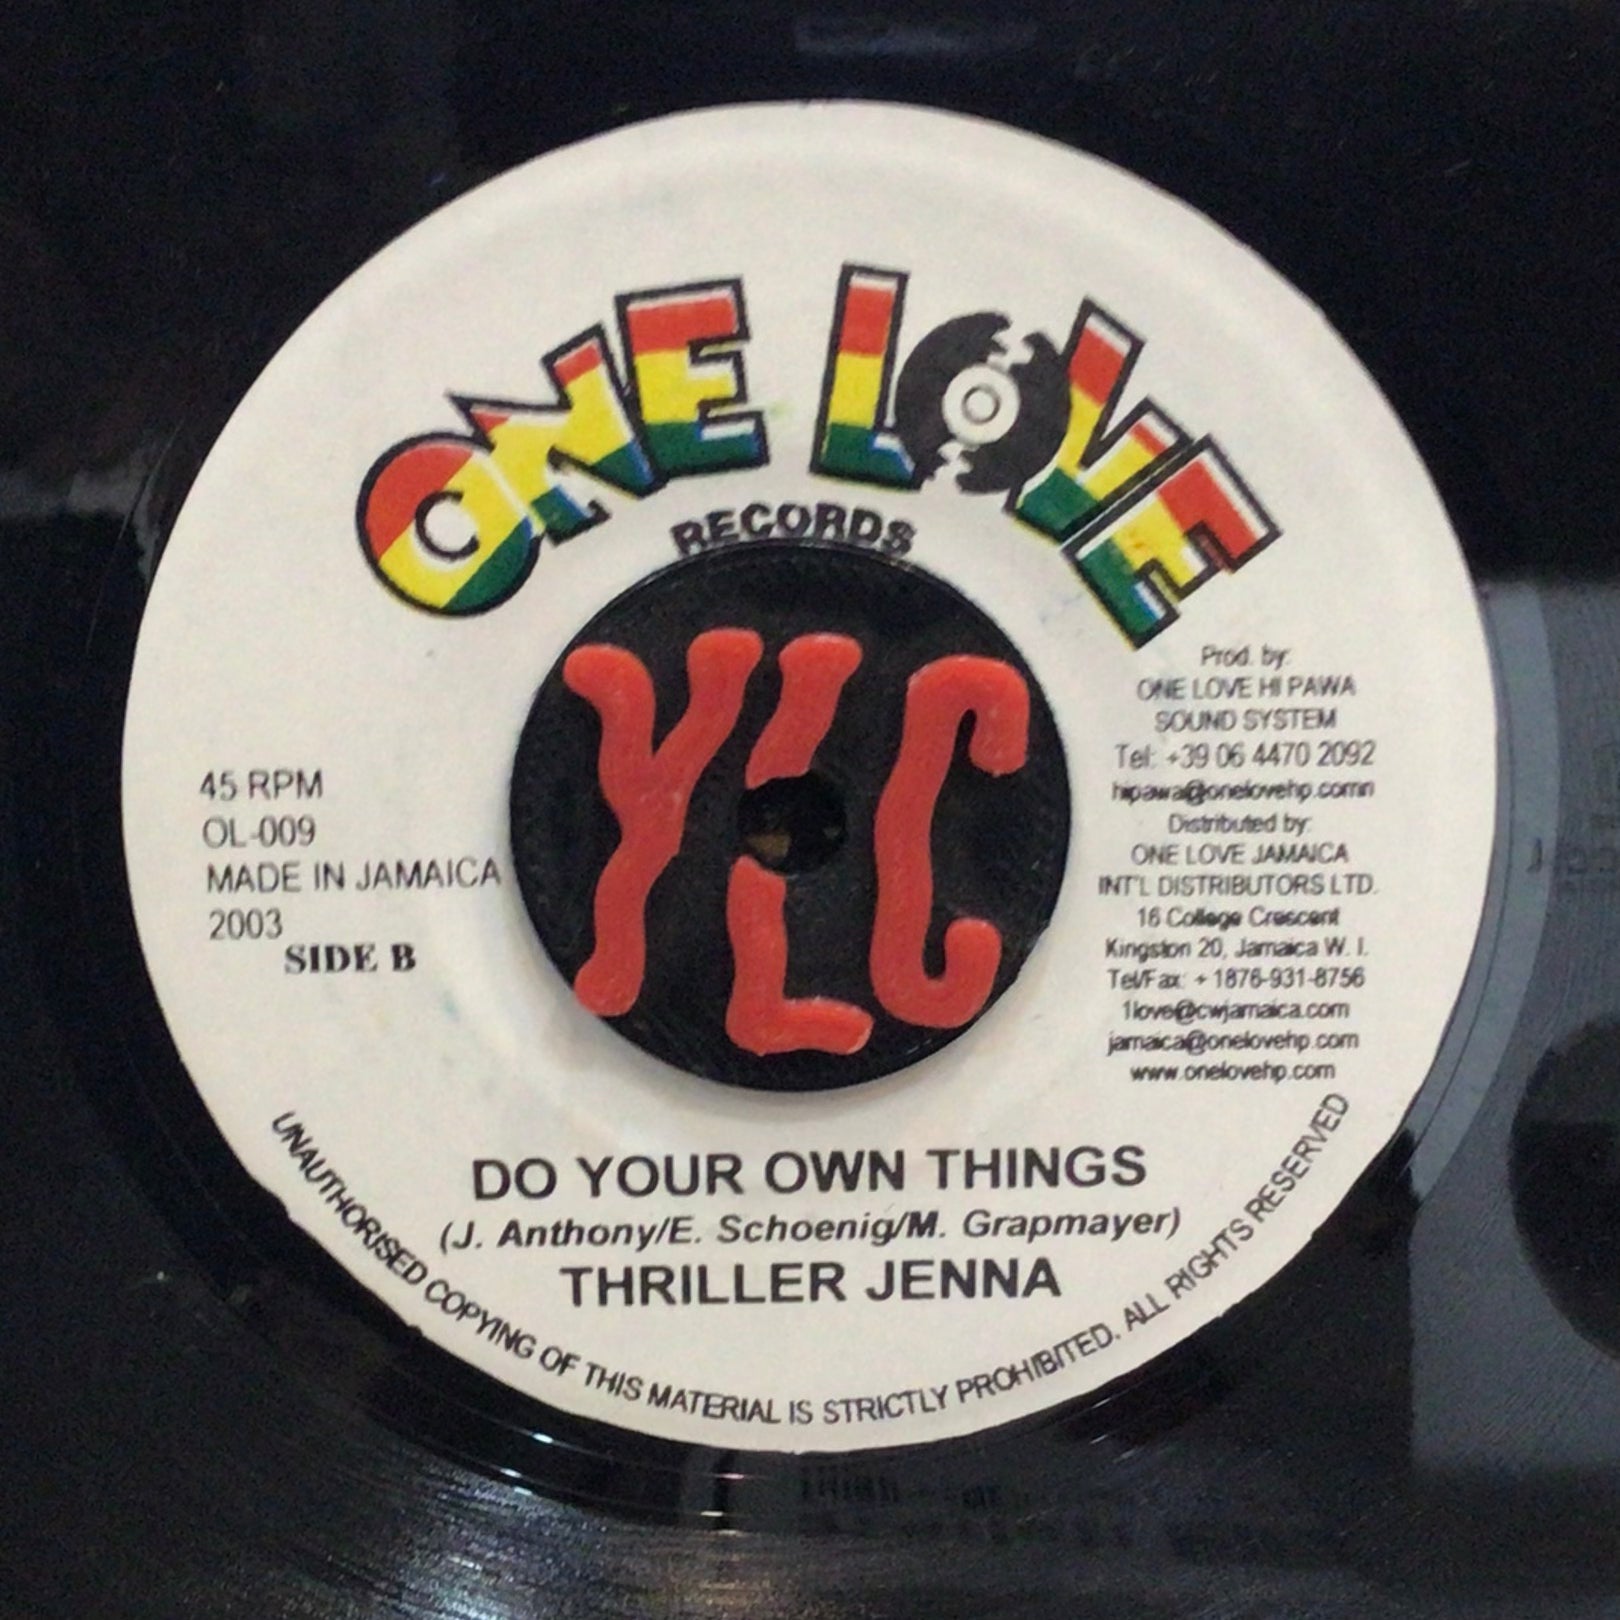 ONE LOVE
RECORDS
YLC
45 RPM
OL-009
MADE IN JAMAICA
2003
SIDE B
Prod. by:
ONE LOVE HI PAWA
SOUND SYSTEM
Tel: +39 06 4470 2092
hipawa@onelovehp.comn
Distributed by:
ONE LOVE JAMAICA
INT'L DISTRIBUTORS LTD.
16 College Crescent
Kingston 20, Jamaica W. I.
Tel/Fax: + 1876-931-8756
1love@cwjamaica.com
jamaica@onelovehp.com
www.onelovehp.com
DO YOUR OWN THINGS
(J. Anthony/E. Schoenig/M. Grapmayer)
THRILLER JENNA
UNAUTHORISED COPYING OF THIS MATERIAL IS STRICTLY PROHIBITED. ALL RIGHTS RESERVED